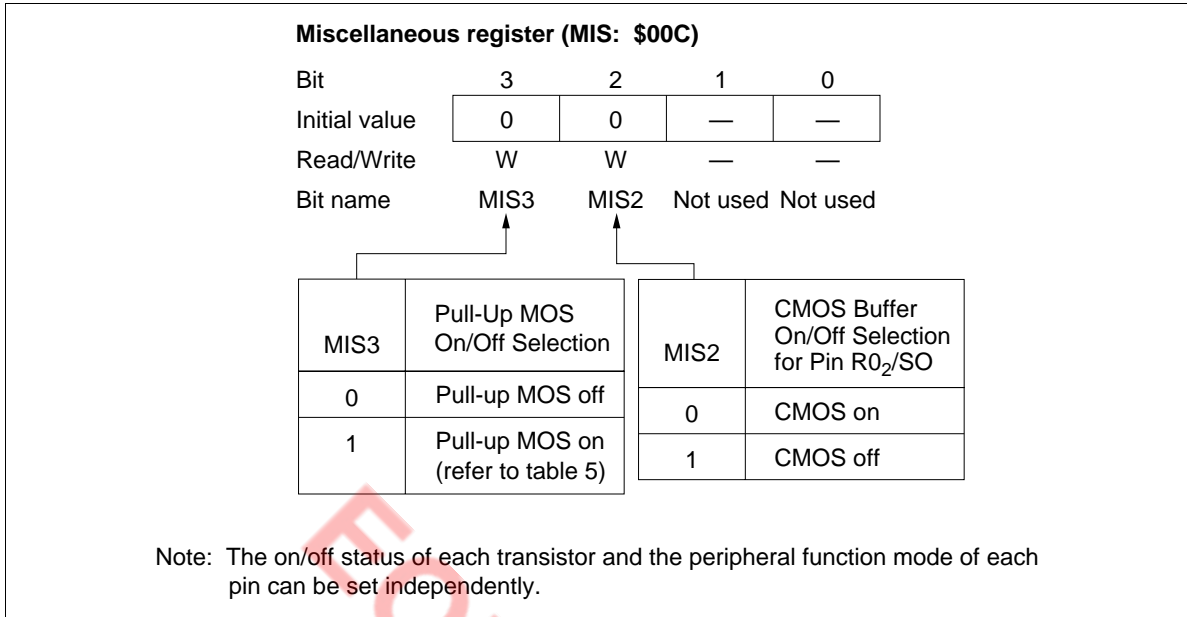 Miscellaneous register (MIS: $00C)
Bit 3 2 1 0
Initial value 0 0 — —
Read/Write W W — —
Bit name MIS3 MIS2 Not used Not used
MIS3 Pull-Up MOS
On/Off Selection
0 Pull-up MOS off
1 Pull-up MOS on
(refer to table 5)
MIS2 CMOS Buffer
On/Off Selection
for Pin R0₂/SO
0 CMOS on
1 CMOS off
Note: The on/off status of each transistor and the peripheral function mode of each
pin can be set independently.